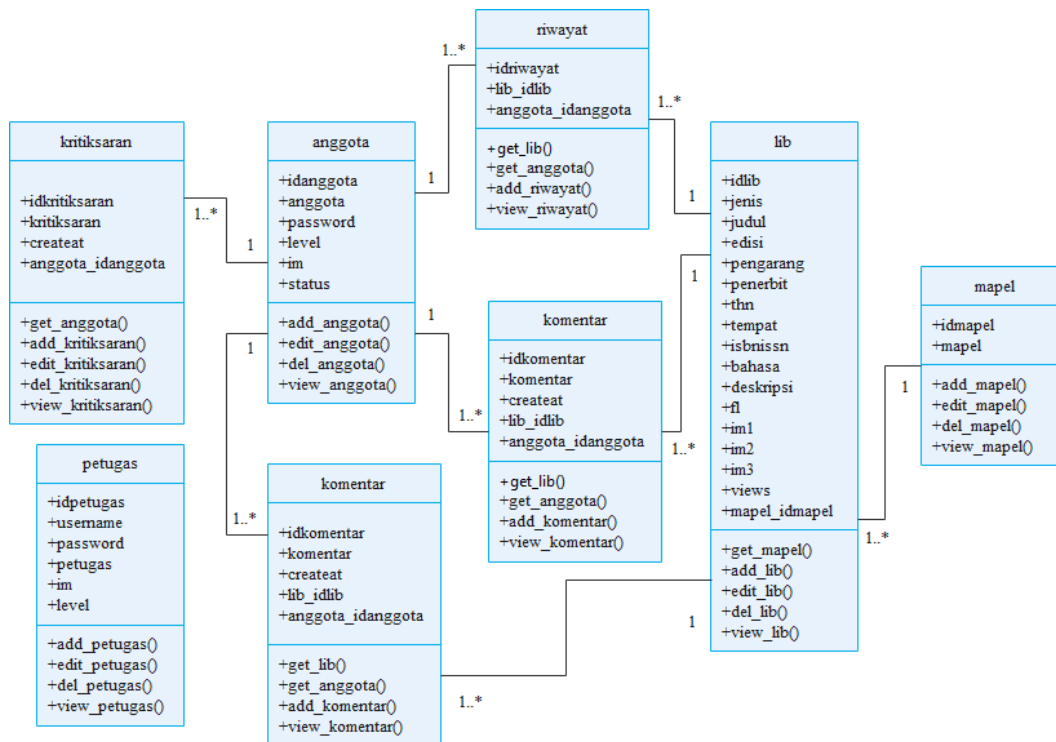 riwayat
+idriwayat
+lib_idlib
+anggota_idanggota
+get_lib()
+get_anggota()
+add_riwayat()
+view_riwayat()
1..*
1
1..*
1
kritiksaran
+idkritiksaran
+kritiksaran
+createat
+anggota_idanggota
+get_anggota()
+add_kritiksaran()
+edit_kritiksaran()
+del_kritiksaran()
+view_kritiksaran()
1..*
1
anggota
+idanggota
+anggota
+password
+level
+im
+status
+add_anggota()
+edit_anggota()
+del_anggota()
+view_anggota()
1
1..*
1
1..*
komentar
+idkomentar
+komentar
+createat
+lib_idlib
+anggota_idanggota
+get_lib()
+get_anggota()
+add_komentar()
+view_komentar()
1
1..*
lib
+idlib
+jenis
+judul
+edisi
+pengarang
+penerbit
+thn
+tempat
+isbnissn
+bahasa
+deskripsi
+fl
+im1
+im2
+im3
+views
+mapel_idmapel
+get_mapel()
+add_lib()
+edit_lib()
+del_lib()
+view_lib()
1
1..*
mapel
+idmapel
+mapel
+add_mapel()
+edit_mapel()
+del_mapel()
+view_mapel()
petugas
+idpetugas
+username
+password
+petugas
+im
+level
+add_petugas()
+edit_petugas()
+del_petugas()
+view_petugas()
komentar
+idkomentar
+komentar
+createat
+lib_idlib
+anggota_idanggota
+get_lib()
+get_anggota()
+add_komentar()
+view_komentar()
1
1..*